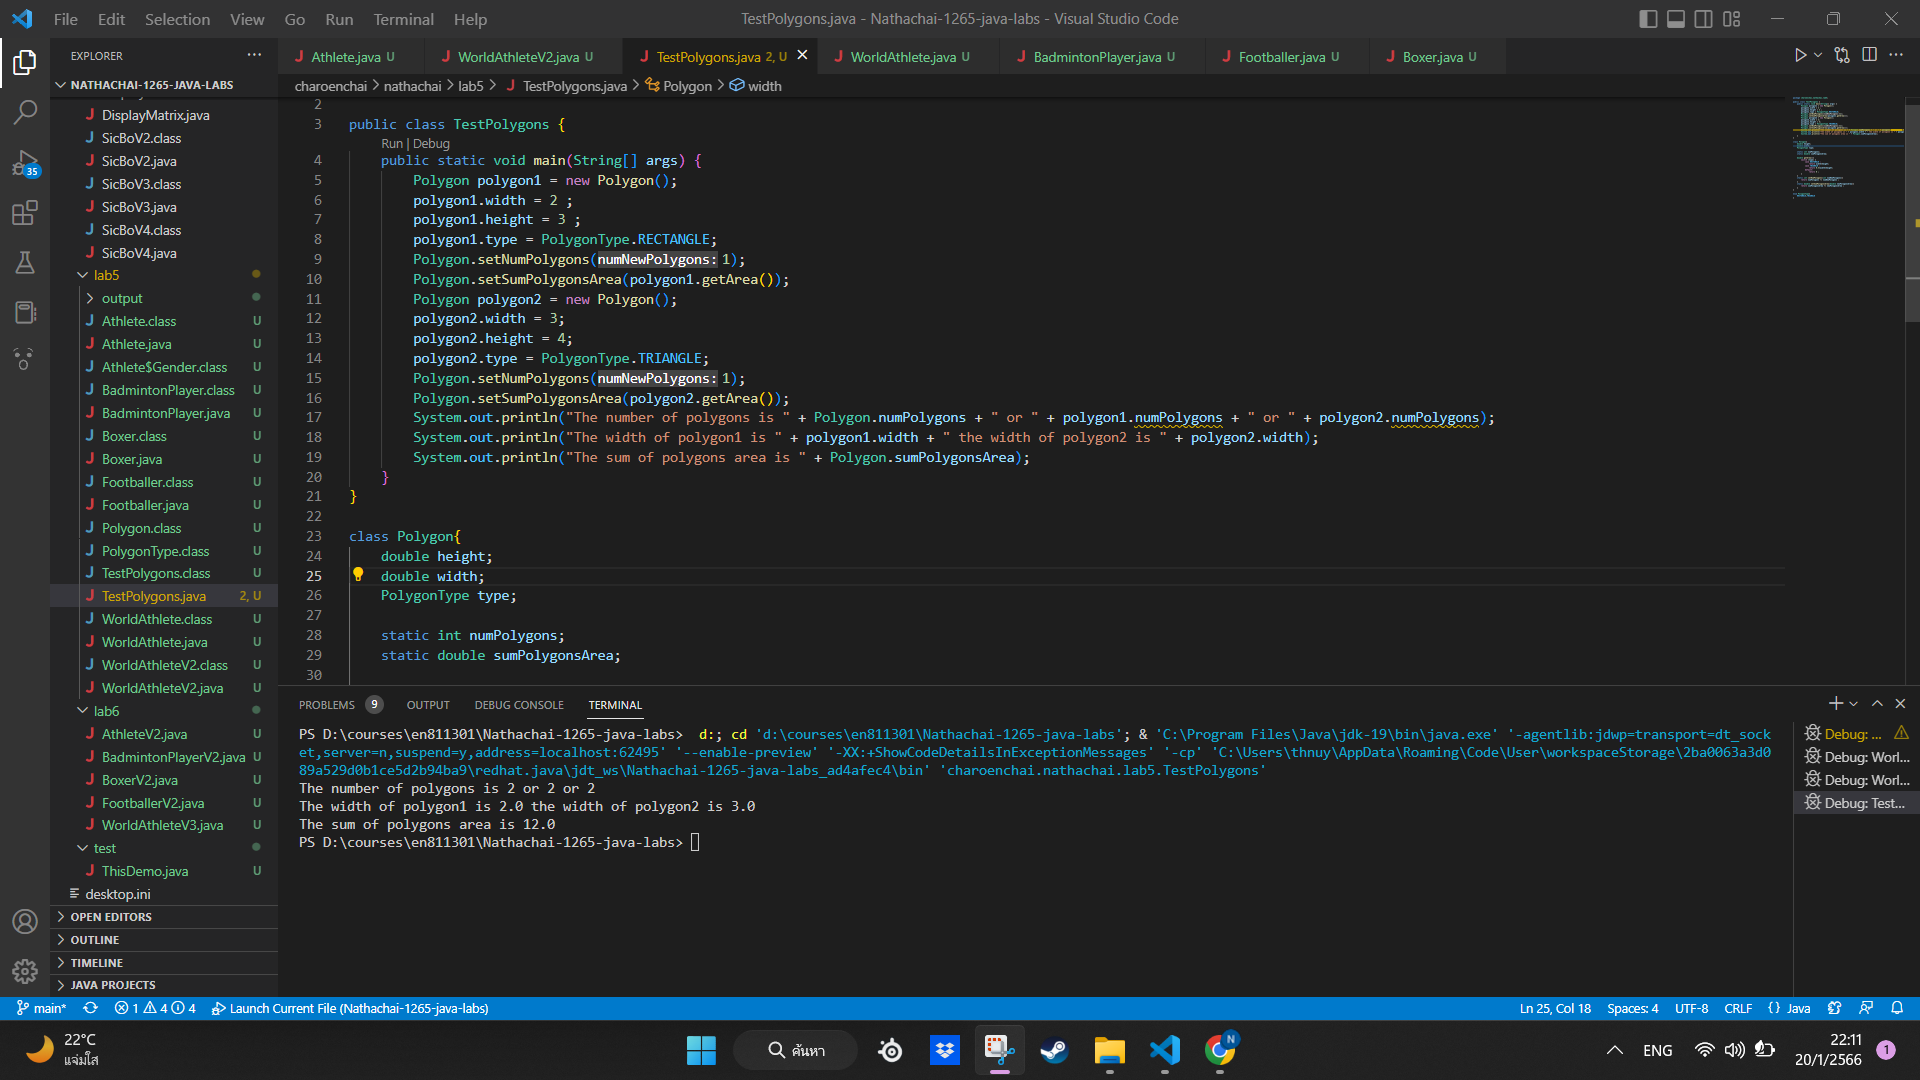 File Edit Selection View Go Run Terminal Help
TestPolygons.java - Nathachai-1265-java-labs - Visual Studio Code
EXPLORER
Athlete.java U
WorldAthleteV2.java U
TestPolygons.java 2, U
WorldAthlete.java U
BadmintonPlayer.java U
Footballer.java U
Boxer.java U
NATHACHAI-1265-JAVA-LABS
DisplayMatrix.java
SicBoV2.class
SicBoV2.java
SicBoV3.class
SicBoV3.java
SicBoV4.class
SicBoV4.java
lab5
output
Athlete.class U
Athlete.java U
Athlete$Gender.class U
BadmintonPlayer.class U
BadmintonPlayer.java U
Boxer.class U
Boxer.java U
Footballer.class U
Footballer.java U
Polygon.class U
PolygonType.class U
TestPolygons.class U
TestPolygons.java 2, U
WorldAthlete.class U
WorldAthlete.java U
WorldAthleteV2.class U
WorldAthleteV2.java U
lab6
AthleteV2.java U
BadmintonPlayerV2.java U
BoxerV2.java U
FootballerV2.java U
WorldAthleteV3.java U
test
ThisDemo.java U
desktop.ini
OPEN EDITORS
OUTLINE
TIMELINE
JAVA PROJECTS
35
charoenchai > nathachai > lab5 > TestPolygons.java > Polygon > width
2
3 public class TestPolygons {
Run | Debug
4 public static void main(String[] args) {
5 Polygon polygon1 = new Polygon();
6 polygon1.width = 2 ;
7 polygon1.height = 3 ;
8 polygon1.type = PolygonType.RECTANGLE;
9 Polygon.setNumPolygons(numNewPolygons: 1);
10 Polygon.setSumPolygonsArea(polygon1.getArea());
11 Polygon polygon2 = new Polygon();
12 polygon2.width = 3;
13 polygon2.height = 4;
14 polygon2.type = PolygonType.TRIANGLE;
15 Polygon.setNumPolygons(numNewPolygons: 1);
16 Polygon.setSumPolygonsArea(polygon2.getArea());
17 System.out.println("The number of polygons is " + Polygon.numPolygons + " or " + polygon1.numPolygons + " or " + polygon2.numPolygons);
18 System.out.println("The width of polygon1 is " + polygon1.width + " the width of polygon2 is " + polygon2.width);
19 System.out.println("The sum of polygons area is " + Polygon.sumPolygonsArea);
20 }
21 }
22
23 class Polygon{
24 double height;
25 double width;
26 PolygonType type;
27
28 static int numPolygons;
29 static double sumPolygonsArea;
30
PROBLEMS 9 OUTPUT DEBUG CONSOLE TERMINAL
PS D:\courses\en811301\Nathachai-1265-java-labs> d:; cd 'd:\courses\en811301\Nathachai-1265-java-labs'; & 'C:\Program Files\Java\jdk-19\bin\java.exe' '-agentlib:jdwp=transport=dt_sock
et,server=n,suspend=y,address=localhost:62495' '--enable-preview' '-XX:+ShowCodeDetailsInExceptionMessages' '-cp' 'C:\Users\thnuy\AppData\Roaming\Code\User\workspaceStorage\2ba0063a3d0
89a529d0b1ce5d2b94ba9\redhat.java\jdt_ws\Nathachai-1265-java-labs_ad4afec4\bin' 'charoenchai.nathachai.lab5.TestPolygons'
The number of polygons is 2 or 2 or 2
The width of polygon1 is 2.0 the width of polygon2 is 3.0
The sum of polygons area is 12.0
PS D:\courses\en811301\Nathachai-1265-java-labs>
Debug: ...
Debug: Worl...
Debug: Worl...
Debug: Test...
main* 1 4 4 Launch Current File (Nathachai-1265-java-labs)
Ln 25, Col 18 Spaces: 4 UTF-8 CRLF {} Java
22°C
แจ่มใส
ค้นหา
N
ENG
22:11
20/1/2566
1